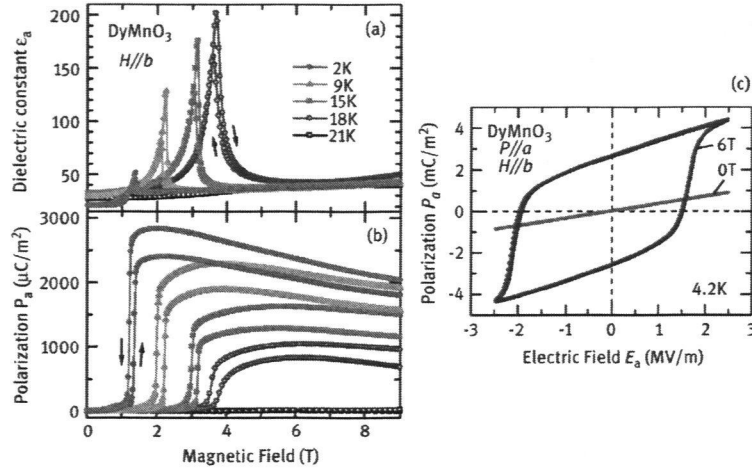 (a)
DyMnO₃
H//b
2K
9K
15K
18K
21K
Dielectric constant εₐ
200
150
100
50
(b)
Polarization Pₐ (μC/m²)
3000
2000
1000
0
0 2 4 6 8
Magnetic Field (T)
(c)
DyMnO₃
P//a
H//b
6T
0T
4.2K
Polarization Pₐ (mC/m²)
4
2
0
-2
-4
-3 -2 -1 0 1 2 3
Electric Field Eₐ (MV/m)